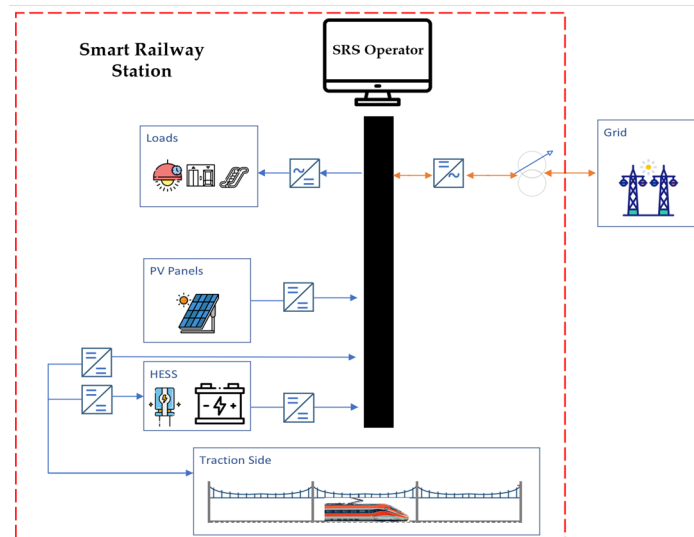 Smart Railway
Station
SRS Operator
Loads
Grid
PV Panels
HESS
Traction Side